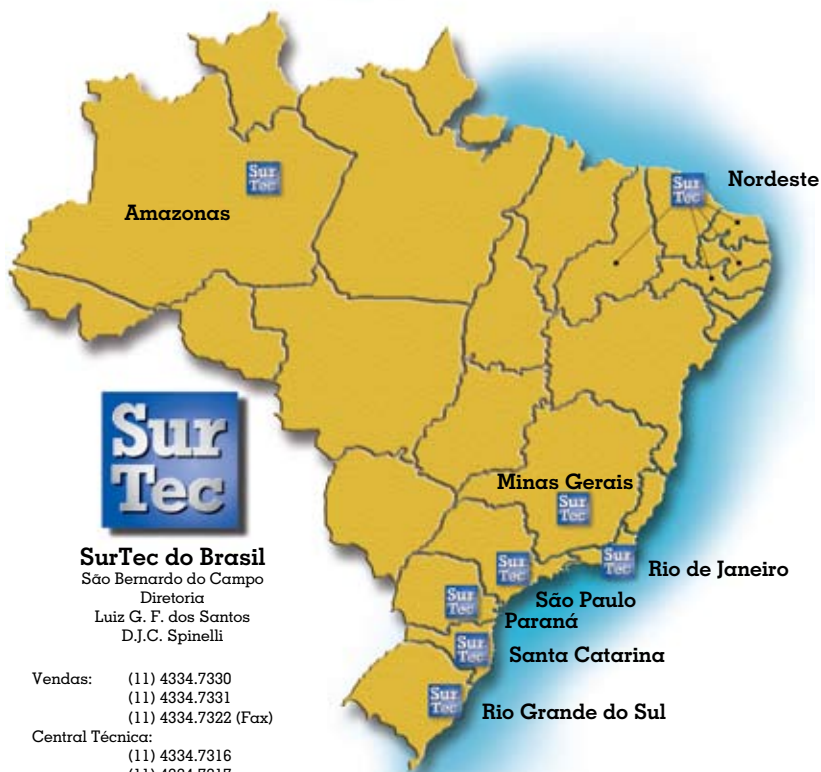 Sur
Tec
Nordeste
Amazonas
Sur
Tec
Minas Gerais
Sur
Tec
Sur
Tec
Rio de Janeiro
Sur
Tec
São Paulo
Sur
Tec
Paraná
Sur
Tec
Santa Catarina
Sur
Tec
Rio Grande do Sul
Sur
Tec
SurTec do Brasil
São Bernardo do Campo
Diretoria
Luiz G. F. dos Santos
D.J.C. Spinelli
Vendas: (11) 4334.7330
(11) 4334.7331
(11) 4334.7322 (Fax)
Central Técnica:
(11) 4334.7316